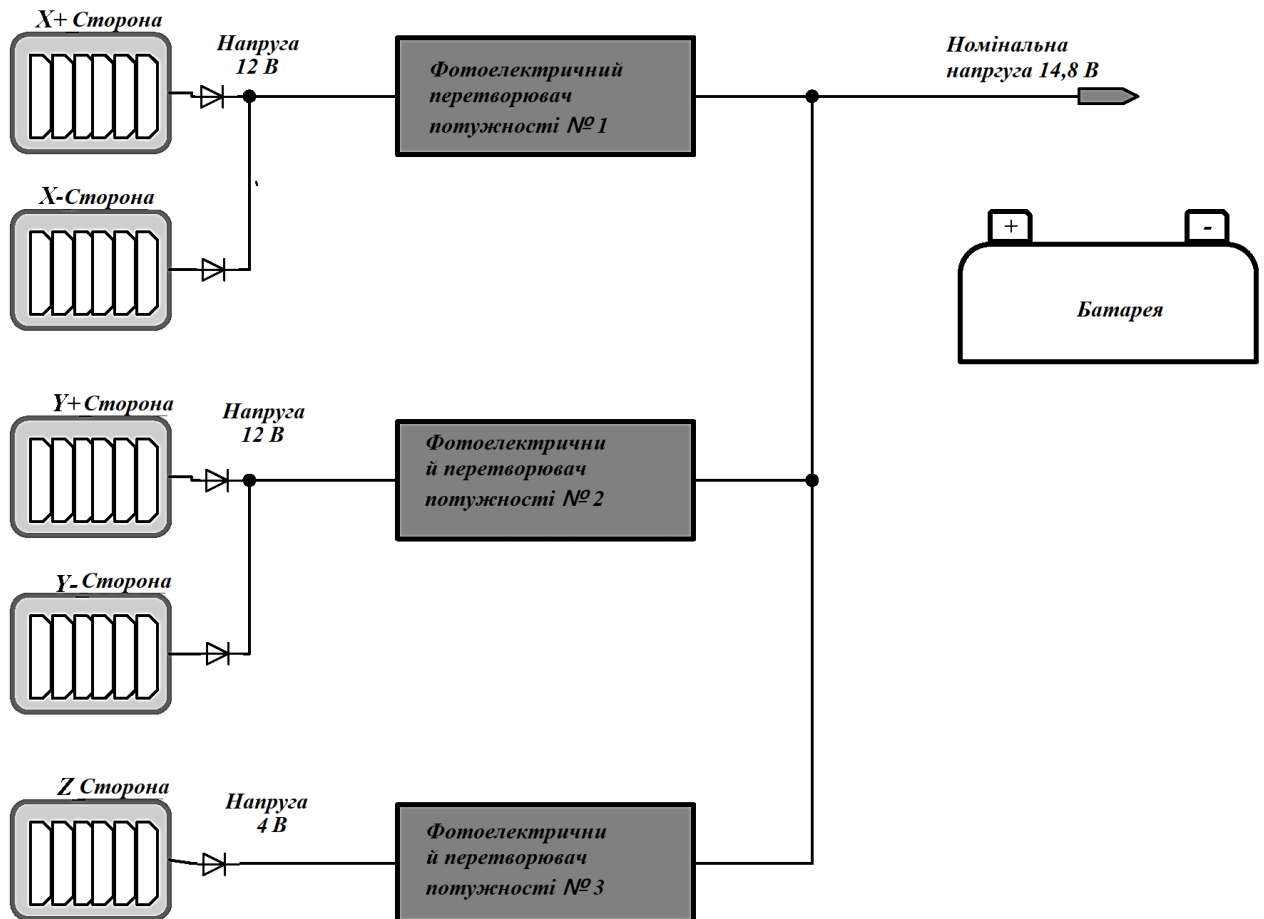 X+ Сторона
Напруга
12 В
Фотоелектричний
перетворювач
потужності № 1
Номінальна
напргуга 14,8 В
X-Сторона
+
-
Батарея
Y+ Сторона
Напруга
12 В
Фотоелектрични
й перетворювач
потужності № 2
Y- Сторона
Z Сторона
Напруга
4 В
Фотоелектрични
й перетворювач
потужності № 3